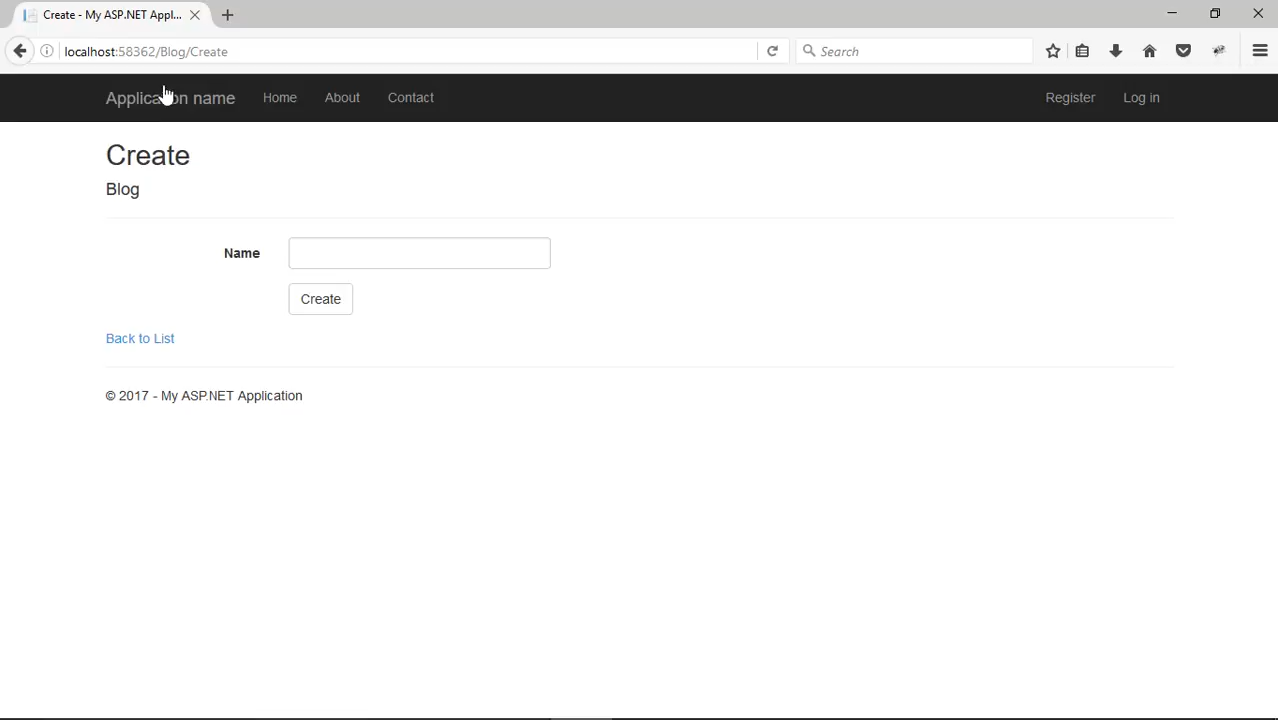 Create - My ASP.NET Appl...
localhost:58362/Blog/Create
Search
Application name Home About Contact Register Log in
Create
Blog
Name
Create
Back to List
© 2017 - My ASP.NET Application